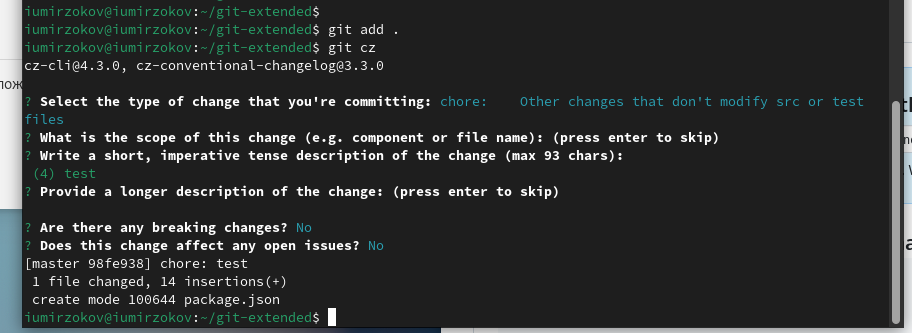 iumirzokov@iumirzokov:~/git-extended$
iumirzokov@iumirzokov:~/git-extended$ git add .
iumirzokov@iumirzokov:~/git-extended$ git cz
cz-cli@4.3.0, cz-conventional-changelog@3.3.0
? Select the type of change that you're committing: chore:    Other changes that don't modify src or test
files
? What is the scope of this change (e.g. component or file name): (press enter to skip)
? Write a short, imperative tense description of the change (max 93 chars):
 (4) test
? Provide a longer description of the change: (press enter to skip)
? Are there any breaking changes? No
? Does this change affect any open issues? No
[master 98fe938] chore: test
 1 file changed, 14 insertions(+)
 create mode 100644 package.json
iumirzokov@iumirzokov:~/git-extended$